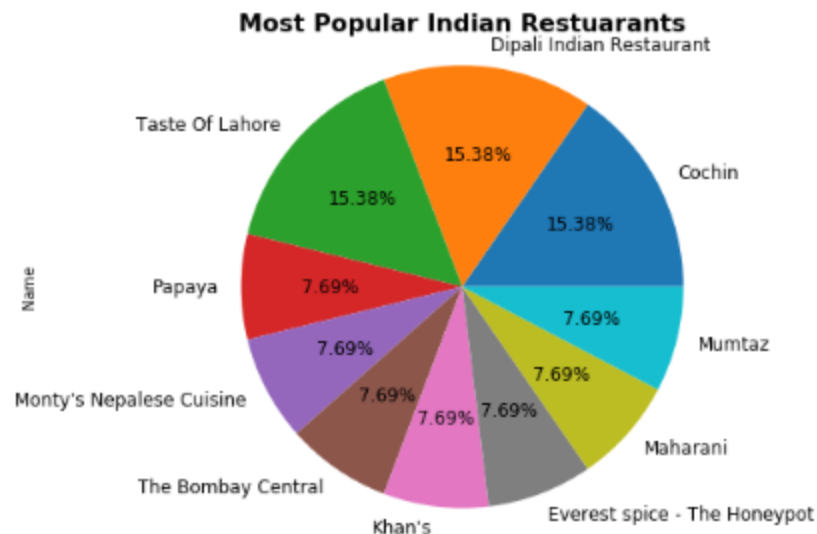 Most Popular Indian Restuarants
Dipali Indian Restaurant
Taste Of Lahore
Cochin
15.38%
15.38%
15.38%
Name
Papaya
7.69%
7.69%
Mumtaz
7.69%
7.69%
Monty's Nepalese Cuisine
7.69%
7.69%
7.69%
Maharani
The Bombay Central
Everest spice - The Honeypot
Khan's